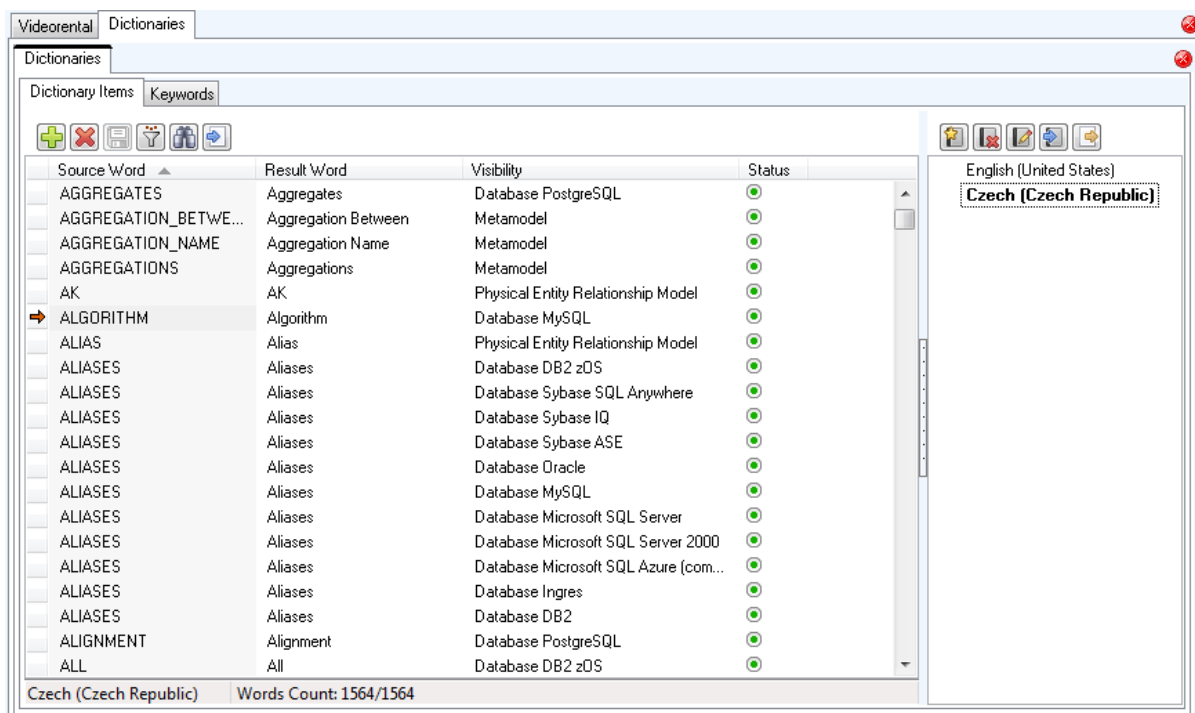 Videorental Dictionaries
Dictionaries
Dictionary Items Keywords
Source Word Result Word Visibility Status
AGGREGATES Aggregates Database PostgreSQL
AGGREGATION_BETWE... Aggregation Between Metamodel
AGGREGATION_NAME Aggregation Name Metamodel
AGGREGATIONS Aggregations Metamodel
AK AK Physical Entity Relationship Model
ALGORITHM Algorithm Database MySQL
ALIAS Alias Physical Entity Relationship Model
ALIASES Aliases Database DB2 zOS
ALIASES Aliases Database Sybase SQL Anywhere
ALIASES Aliases Database Sybase IQ
ALIASES Aliases Database Sybase ASE
ALIASES Aliases Database Oracle
ALIASES Aliases Database MySQL
ALIASES Aliases Database Microsoft SQL Server
ALIASES Aliases Database Microsoft SQL Server 2000
ALIASES Aliases Database Microsoft SQL Azure (com...
ALIASES Aliases Database Ingres
ALIASES Aliases Database DB2
ALIGNMENT Alignment Database PostgreSQL
ALL All Database DB2 zOS
Czech (Czech Republic) Words Count: 1564/1564
English (United States)
Czech (Czech Republic)